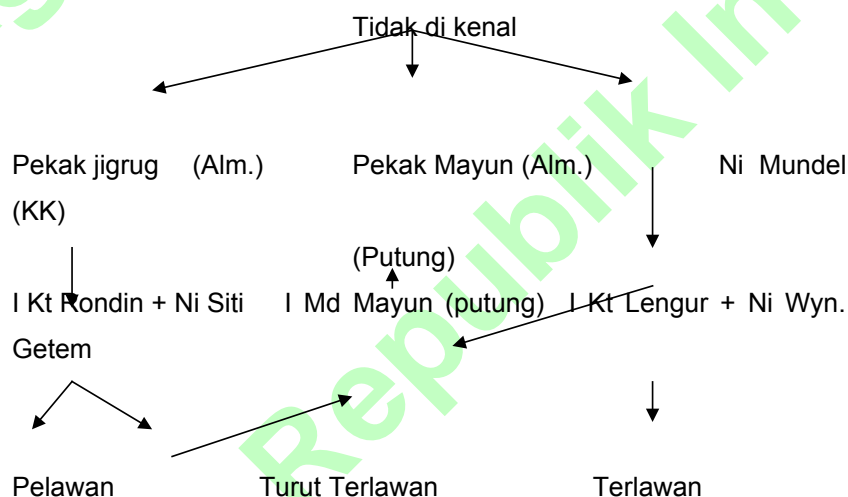 Tidak di kenal
Pekak jigrug (Alm.) Pekak Mayun (Alm.) Ni Mundel
(KK)
(Putung)
I Kt Rondin + Ni Siti I Md Mayun (putung) I Kt Lengur + Ni Wyn.
Getem
Pelawan Turut Terlawan Terlawan
Republik In